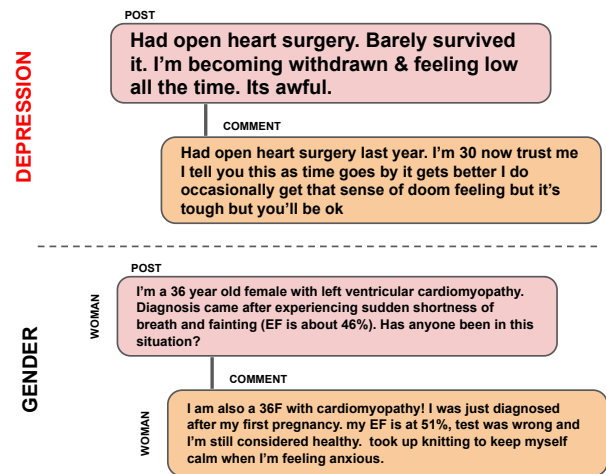 POST
DEPRESSION
Had open heart surgery. Barely survived
it. I'm becoming withdrawn & feeling low
all the time. Its awful.
COMMENT
Had open heart surgery last year. I'm 30 now trust me
I tell you this as time goes by it gets better I do
occasionally get that sense of doom feeling but it's
tough but you'll be ok
GENDER
POST
WOMAN
I'm a 36 year old female with left ventricular cardiomyopathy.
Diagnosis came after experiencing sudden shortness of
breath and fainting (EF is about 46%). Has anyone been in this
situation?
COMMENT
WOMAN
I am also a 36F with cardiomyopathy! I was just diagnosed
after my first pregnancy. my EF is at 51%, test was wrong and
I'm still considered healthy. took up knitting to keep myself
calm when I'm feeling anxious.